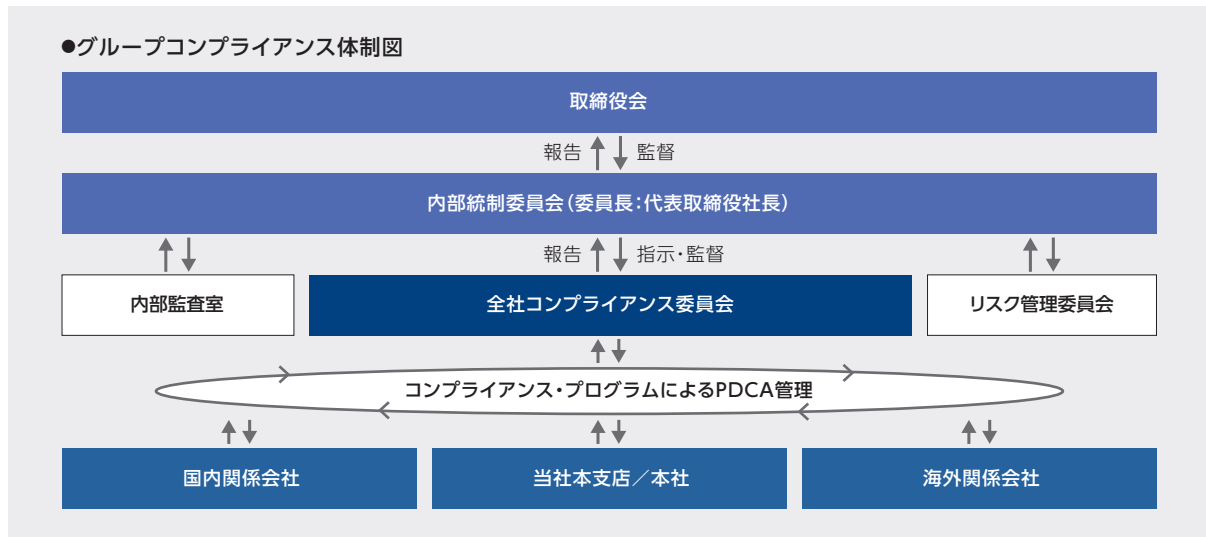 ●グループコンプライアンス体制図
取締役会
報告 監督
内部統制委員会（委員長：代表取締役社長）
報告 指示・監督
内部監査室
全社コンプライアンス委員会
リスク管理委員会
コンプライアンス・プログラムによるPDCA管理
国内関係会社
当社本支店／本社
海外関係会社